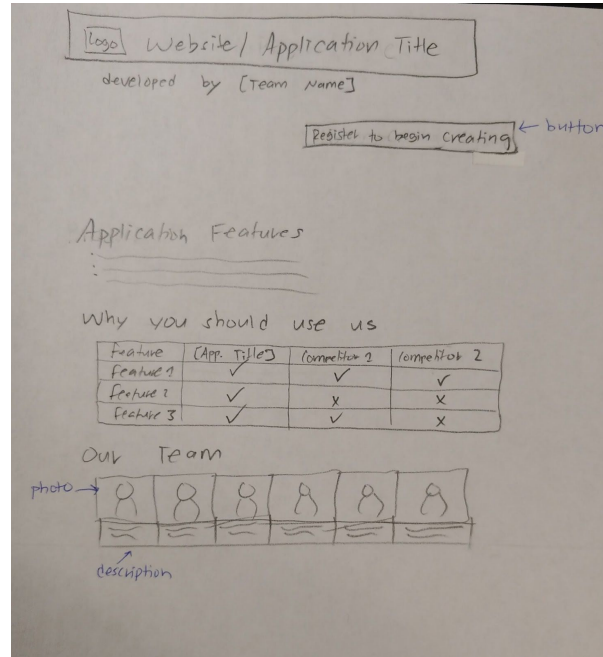 Logo Website/ Application Title
developed by [Team Name]
Register to begin creating ← button
Application Features
Why you should use us
Feature [App. Title] Competitor 1 Competitor 2
Feature 1 ✓ ✓ ✓
Feature 2 ✓ x x
Feature 3 ✓ ✓ x
Our Team
photo →
description